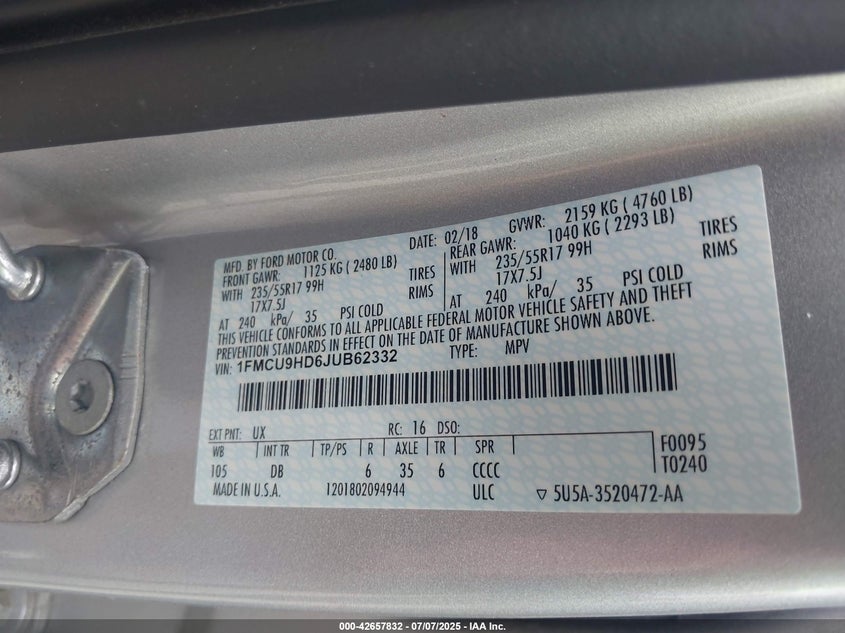 MFD. BY FORD MOTOR CO. DATE: 02/18 GVWR: 2159 KG ( 4760 LB)
FRONT GAWR: 1125 KG ( 2480 LB) REAR GAWR: 1040 KG ( 2293 LB)
WITH 235/55R17 99H TIRES WITH 235/55R17 99H TIRES
17X7.5J RIMS 17X7.5J RIMS
AT 240 kPa/ 35 PSI COLD AT 240 kPa/ 35 PSI COLD
THIS VEHICLE CONFORMS TO ALL APPLICABLE FEDERAL MOTOR VEHICLE SAFETY AND THEFT
PREVENTION STANDARDS IN EFFECT ON THE DATE OF MANUFACTURE SHOWN ABOVE.
VIN: 1FMCU9HD6JUB62332 TYPE: MPV
EXT PNT: UX RC: 16 DSO:
WB INT TR TP/PS R AXLE TR SPR F0095
105 DB 6 35 6 CCCC T0240
MADE IN U.S.A. 1201802094944 ULC ▽ 5U5A-3520472-AA
000-42657832 - 07/07/2025 - IAA Inc.